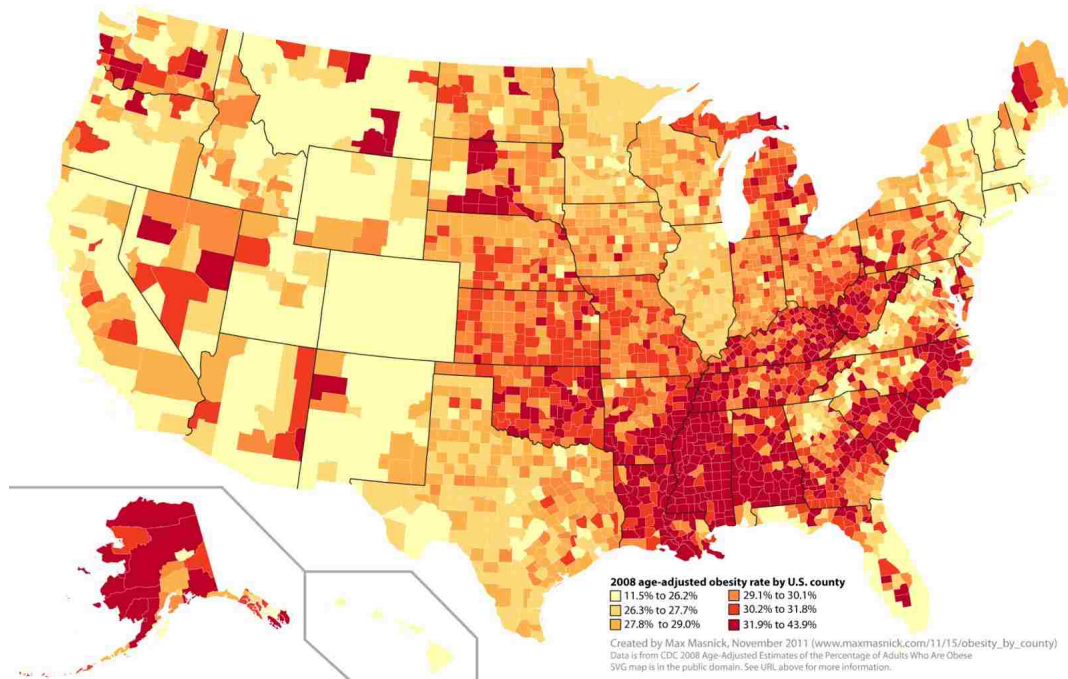 2008 age-adjusted obesity rate by U.S. county
11.5% to 26.2%
26.3% to 27.7%
27.8% to 29.0%
29.1% to 30.1%
30.2% to 31.8%
31.9% to 43.9%
Created by Max Masnick, November 2011 (www.maxmasnick.com/11/15/obesity_by_county)
Data is from CDC 2008 Age-Adjusted Estimates of the Percentage of Adults Who Are Obese
SVG map is in the public domain. See URL above for more information.